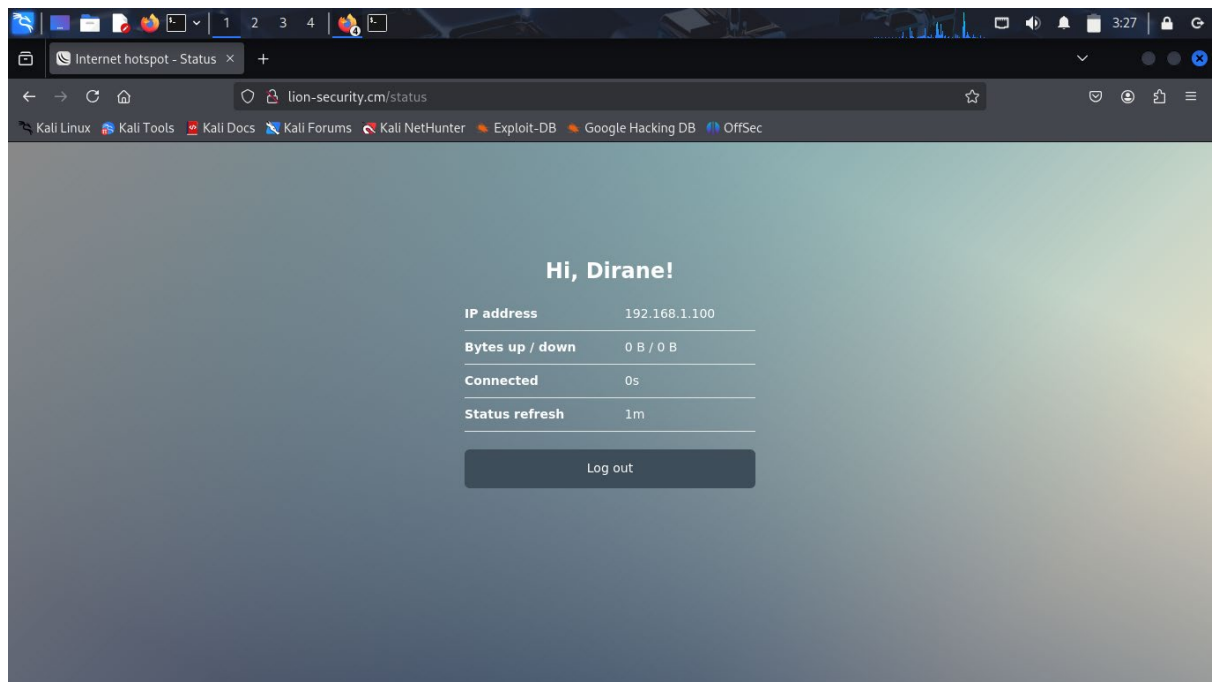 1 2 3 4 3:27
Internet hotspot - Status
lion-security.cm/status
Kali Linux Kali Tools Kali Docs Kali Forums Kali NetHunter Exploit-DB Google Hacking DB OffSec
Hi, Dirane!
IP address 192.168.1.100
Bytes up / down 0 B / 0 B
Connected 0s
Status refresh 1m
Log out